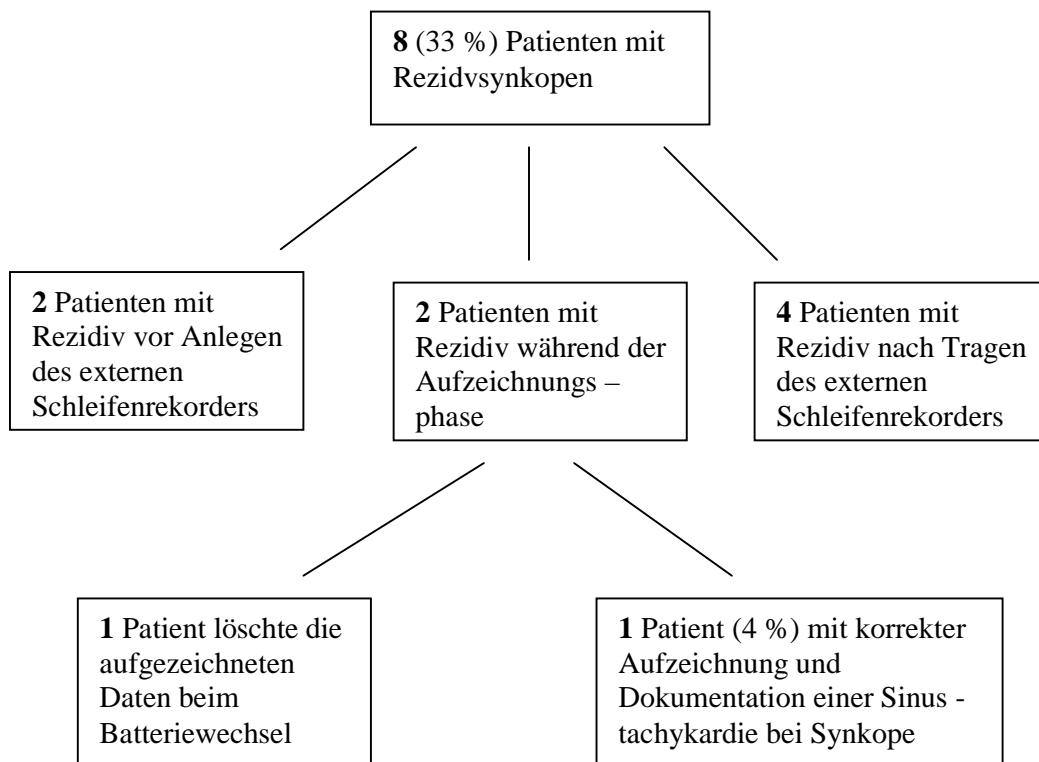 8 (33 %) Patienten mit
Rezidvsynkopen
2 Patienten mit
Rezidiv vor Anlegen
des externen
Schleifenrekorders
2 Patienten mit
Rezidiv während der
Aufzeichnungs –
phase
4 Patienten mit
Rezidiv nach Tragen
des externen
Schleifenrekorders
1 Patient löschte die
aufgezeichneten
Daten beim
Batteriewechsel
1 Patient (4 %) mit korrekter
Aufzeichnung und
Dokumentation einer Sinus -
tachykardie bei Synkope